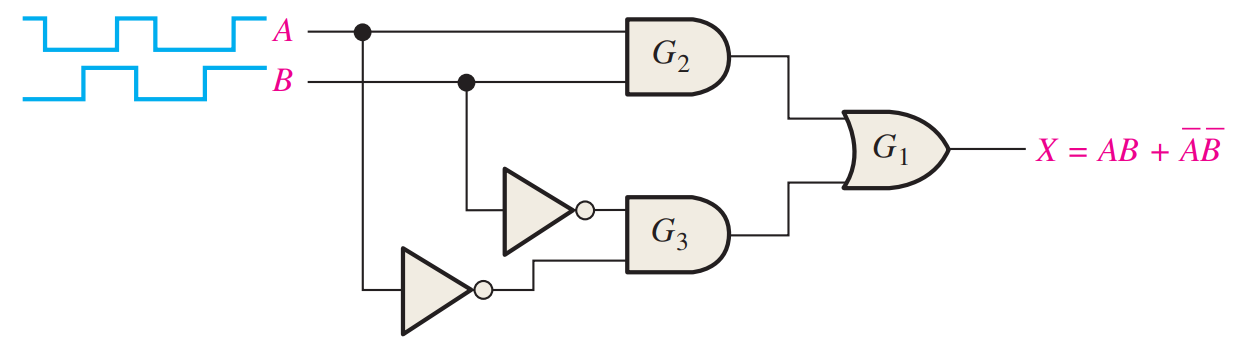 A
B
G₂
G₁
X = AB + A̅B̅
G₃